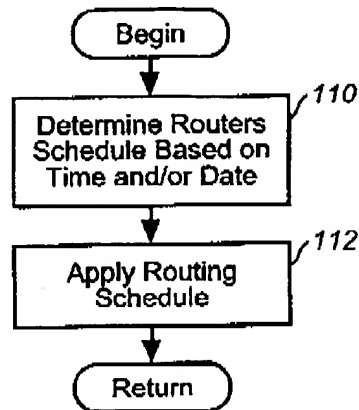 Begin
110
Determine Routers
Schedule Based on
Time and/or Date
112
Apply Routing
Schedule
Return